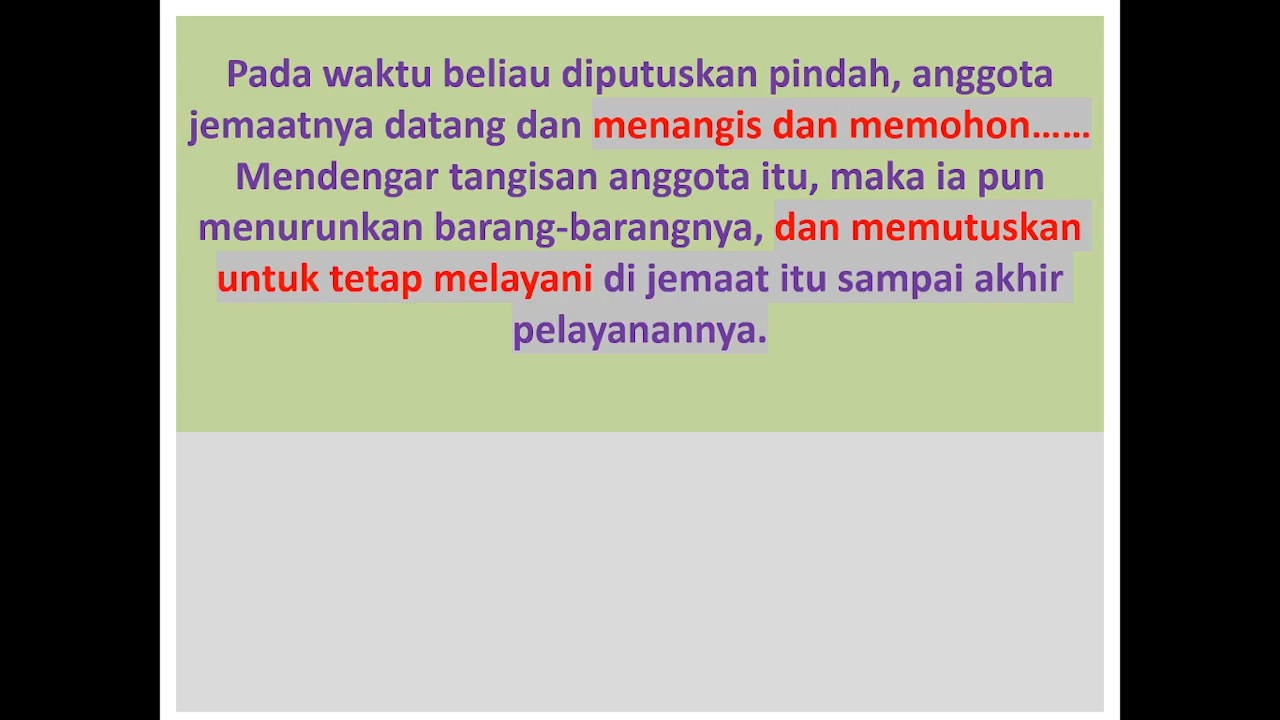 Pada waktu beliau diputuskan pindah, anggota
jemaatnya datang dan menangis dan memohon......
Mendengar tangisan anggota itu, maka ia pun
menurunkan barang-barangnya, dan memutuskan
untuk tetap melayani di jemaat itu sampai akhir
pelayanannya.